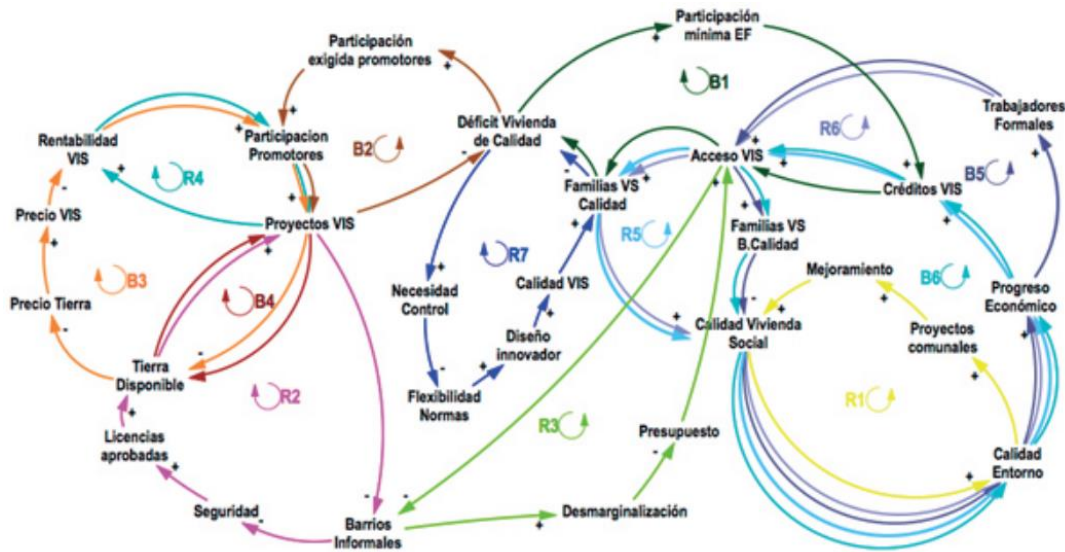 Participación
mínima EF
Participación
exigida promotores
B1
Trabajadores
Formales
Rentabilidad
VIS
Participacion
Promotores
B2
Déficit Vivienda
de Calidad
R6
R4
Acceso VIS
B5
Familias VS
Calidad
Créditos VIS
Precio VIS
Proyectos VIS
Familias VS
B.Calidad
R5
R7
Mejoramiento
B6
B3
B4
Calidad VIS
Progreso
Económico
Precio Tierra
Necesidad
Control
Diseño
innovador
Calidad Vivienda
Social
Proyectos
comunales
Tierra
Disponible
R2
Flexibilidad
Normas
R1
R3
Presupuesto
Licencias
aprobadas
Calidad
Entorno
Seguridad
Barrios
Informales
Desmarginalización